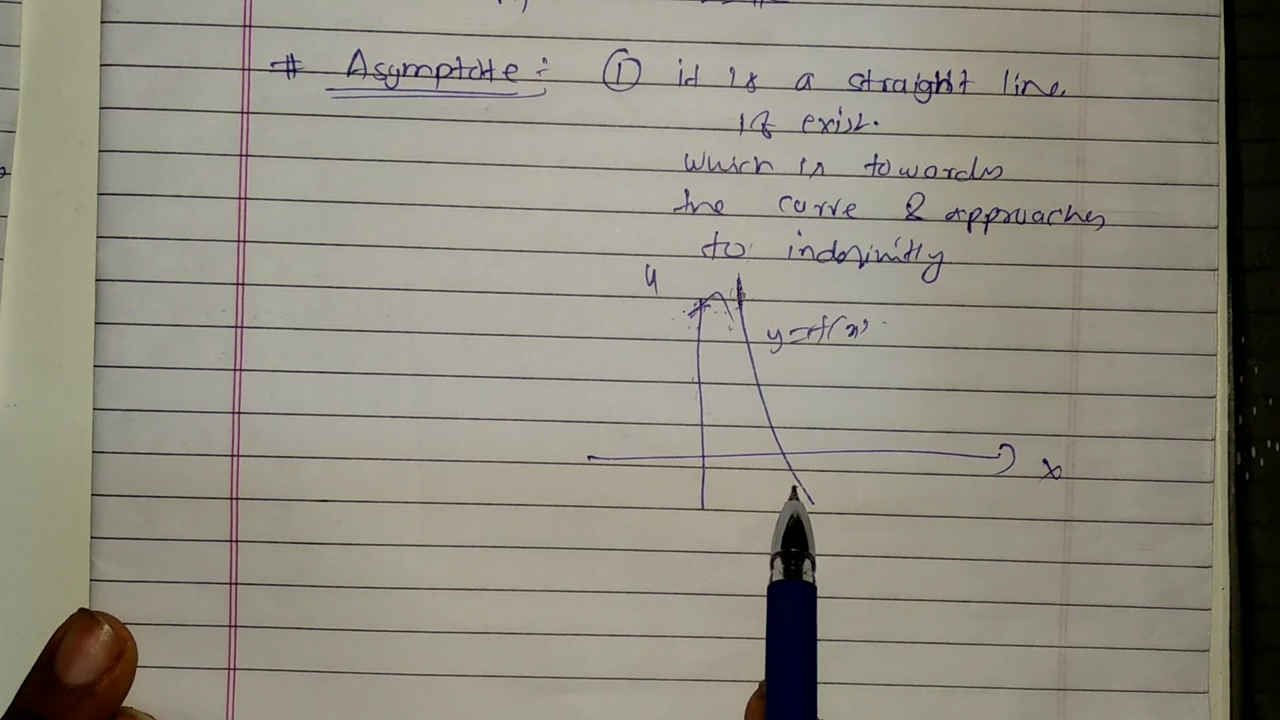 # Asymptote :- ① it is a straight line
if exist.
which is towards
the curve & approaches
to indefinitly
y
y=f(x)
x